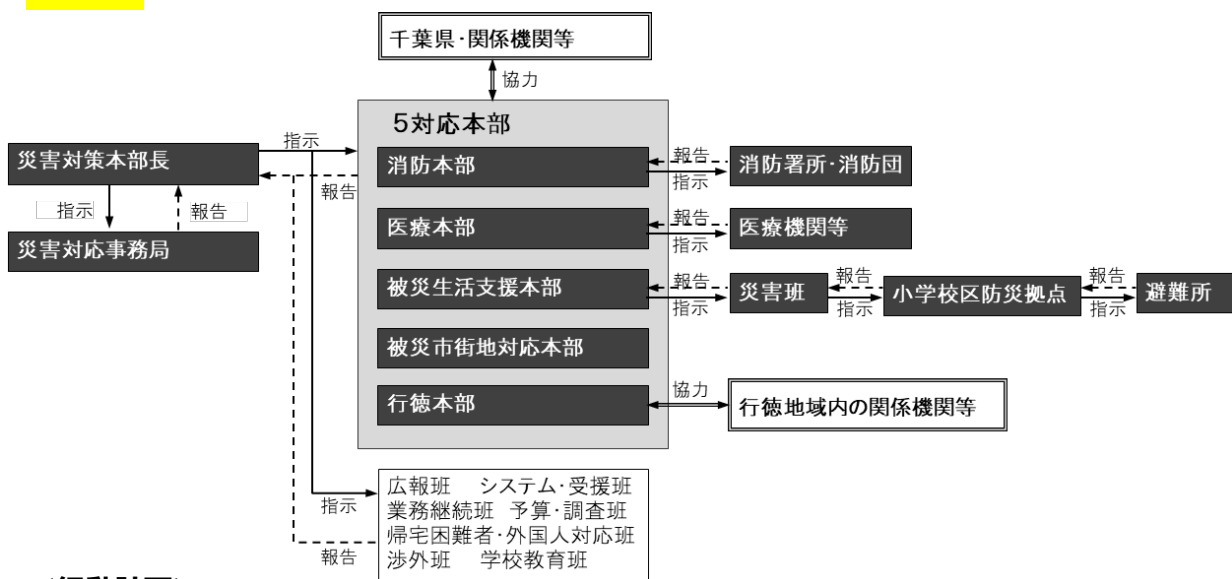 千葉県・関係機関等
協力
5対応本部
指示
災害対策本部長
報告
消防本部
報告
指示
消防署所・消防団
指示
報告
災害対応事務局
医療本部
報告
指示
医療機関等
被災生活支援本部
報告
指示
災害班
報告
指示
小学校区防災拠点
報告
指示
避難所
被災市街地対応本部
行徳本部
協力
行徳地域内の関係機関等
指示
報告
広報班 システム・受援班
業務継続班 予算・調査班
帰宅困難者・外国人対応班
渉外班 学校教育班